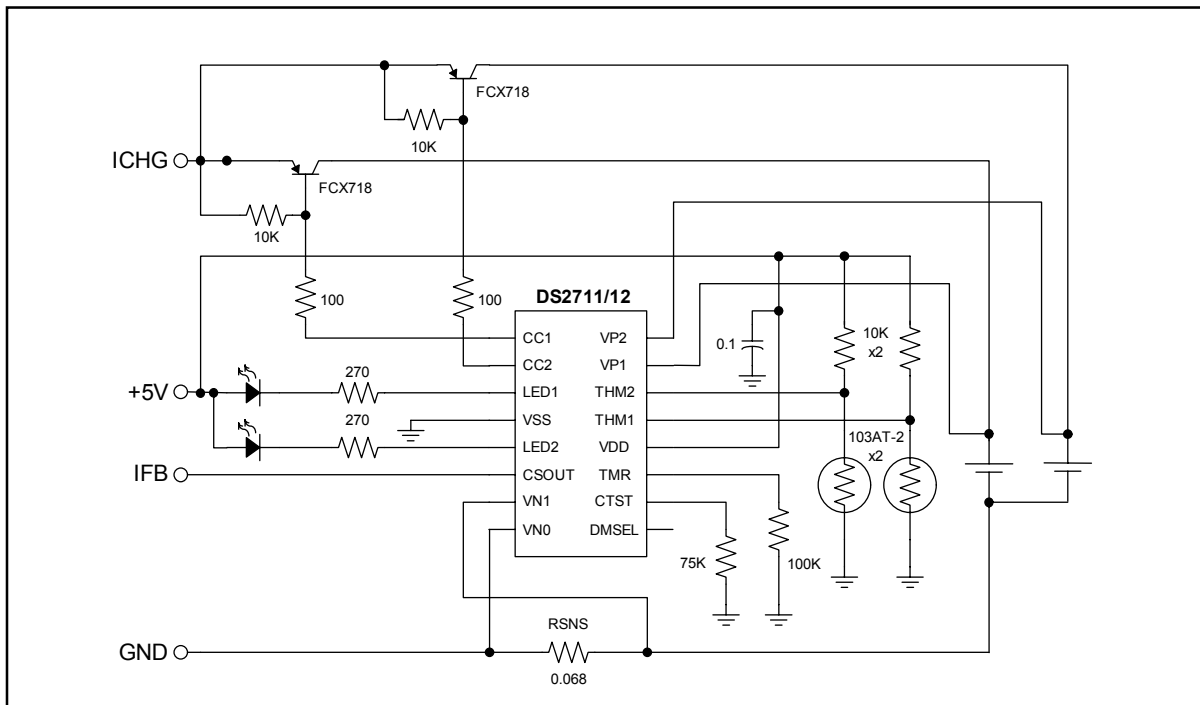 FCX718
10K
ICHG
FCX718
10K
100
100
DS2711/12
CC1
VP2
0.1
10K
x2
CC2
VP1
270
+5V
LED1
THM2
VSS
THM1
270
103AT-2
x2
LED2
VDD
IFB
CSOUT
TMR
VN1
CTST
VN0
DMSEL
75K
100K
RSNS
GND
0.068